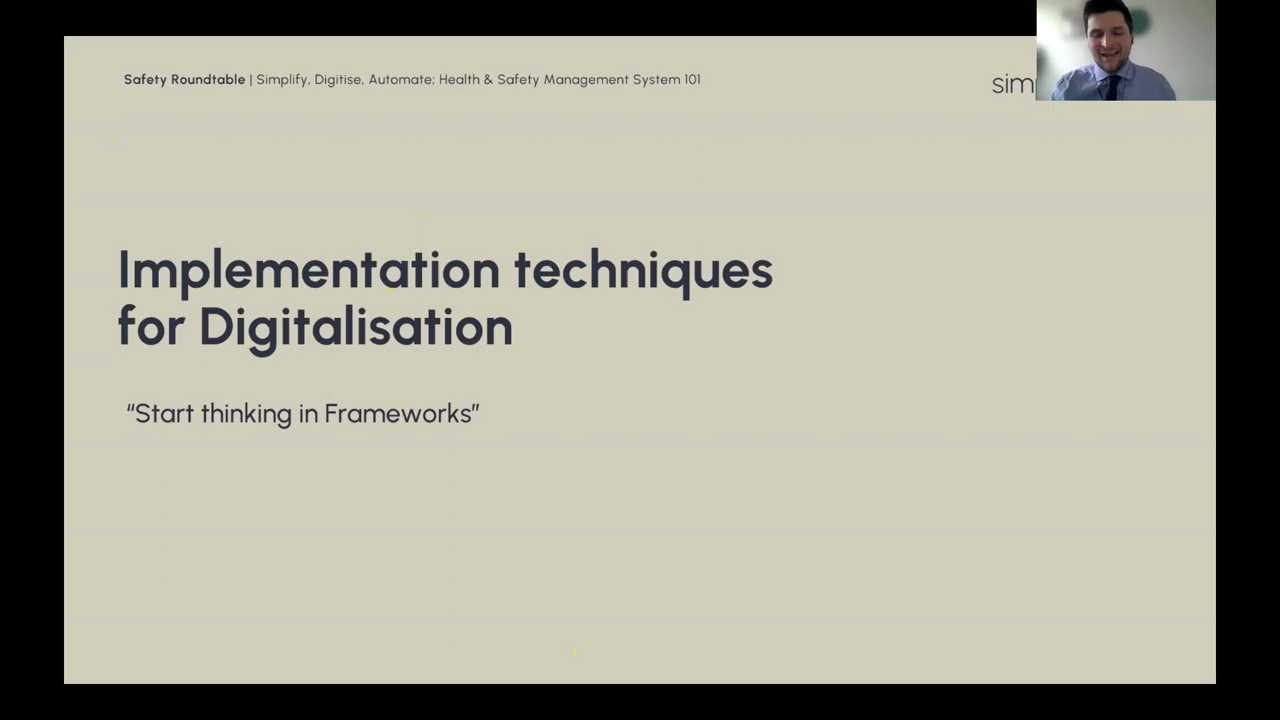 Safety Roundtable | Simplify, Digitise, Automate; Health & Safety Management System 101
Implementation techniques
for Digitalisation
“Start thinking in Frameworks”